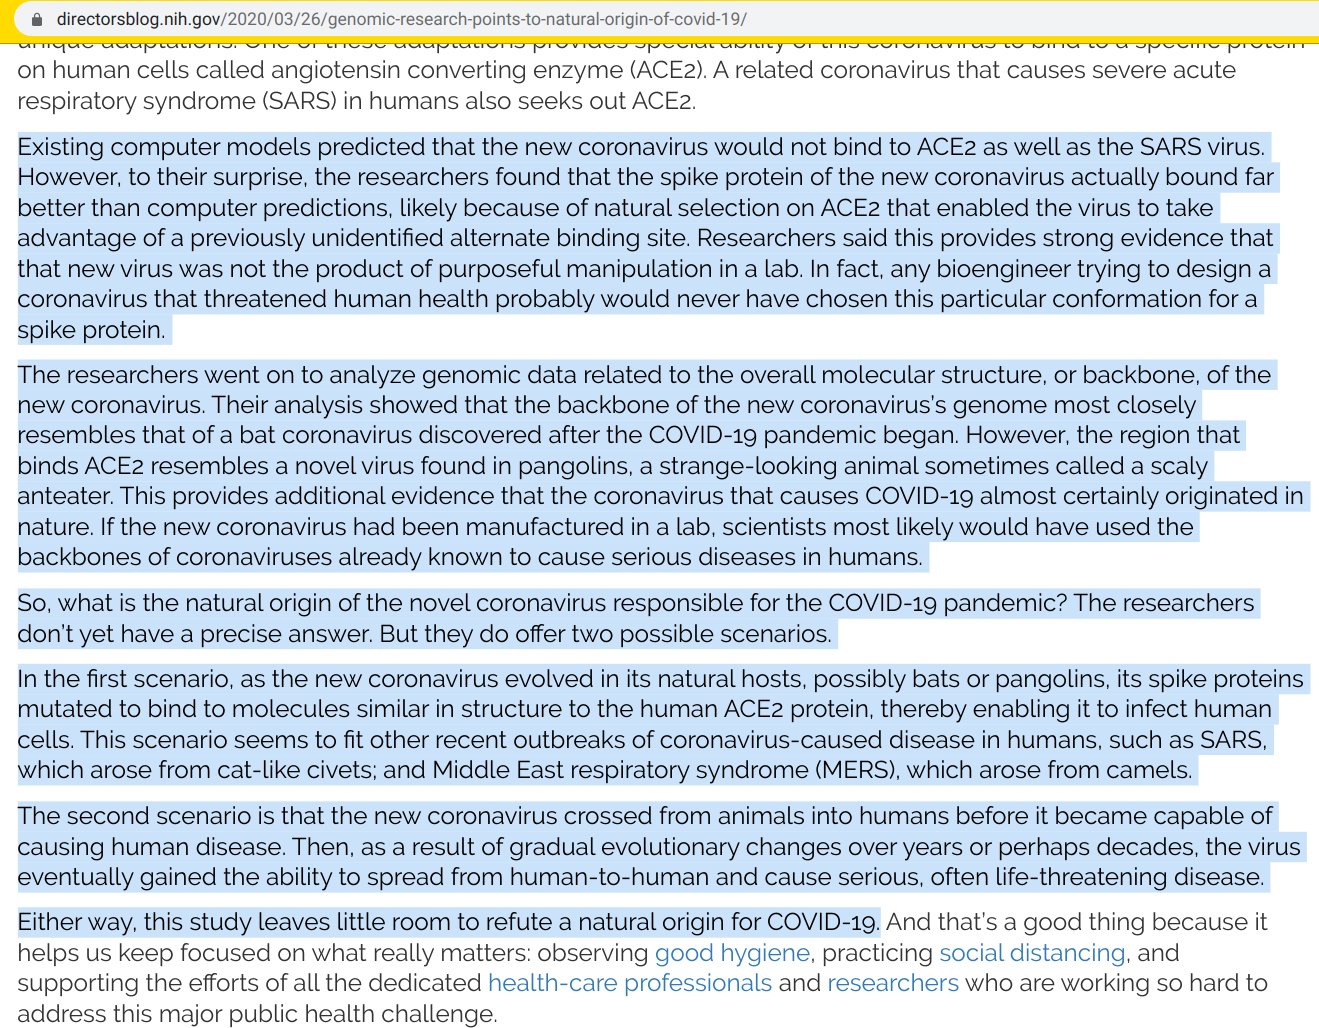 directorsblog.nih.gov/2020/03/26/genomic-research-points-to-natural-origin-of-covid-19/
unique adaptations. One of these adaptations provides special ability of this coronavirus to bind to a specific protein
on human cells called angiotensin converting enzyme (ACE2). A related coronavirus that causes severe acute
respiratory syndrome (SARS) in humans also seeks out ACE2.
Existing computer models predicted that the new coronavirus would not bind to ACE2 as well as the SARS virus.
However, to their surprise, the researchers found that the spike protein of the new coronavirus actually bound far
better than computer predictions, likely because of natural selection on ACE2 that enabled the virus to take
advantage of a previously unidentified alternate binding site. Researchers said this provides strong evidence that
that new virus was not the product of purposeful manipulation in a lab. In fact, any bioengineer trying to design a
coronavirus that threatened human health probably would never have chosen this particular conformation for a
spike protein.
The researchers went on to analyze genomic data related to the overall molecular structure, or backbone, of the
new coronavirus. Their analysis showed that the backbone of the new coronavirus's genome most closely
resembles that of a bat coronavirus discovered after the COVID-19 pandemic began. However, the region that
binds ACE2 resembles a novel virus found in pangolins, a strange-looking animal sometimes called a scaly
anteater. This provides additional evidence that the coronavirus that causes COVID-19 almost certainly originated in
nature. If the new coronavirus had been manufactured in a lab, scientists most likely would have used the
backbones of coronaviruses already known to cause serious diseases in humans.
So, what is the natural origin of the novel coronavirus responsible for the COVID-19 pandemic? The researchers
don't yet have a precise answer. But they do offer two possible scenarios.
In the first scenario, as the new coronavirus evolved in its natural hosts, possibly bats or pangolins, its spike proteins
mutated to bind to molecules similar in structure to the human ACE2 protein, thereby enabling it to infect human
cells. This scenario seems to fit other recent outbreaks of coronavirus-caused disease in humans, such as SARS,
which arose from cat-like civets; and Middle East respiratory syndrome (MERS), which arose from camels.
The second scenario is that the new coronavirus crossed from animals into humans before it became capable of
causing human disease. Then, as a result of gradual evolutionary changes over years or perhaps decades, the virus
eventually gained the ability to spread from human-to-human and cause serious, often life-threatening disease.
Either way, this study leaves little room to refute a natural origin for COVID-19. And that's a good thing because it
helps us keep focused on what really matters: observing good hygiene, practicing social distancing, and
supporting the efforts of all the dedicated health-care professionals and researchers who are working so hard to
address this major public health challenge.